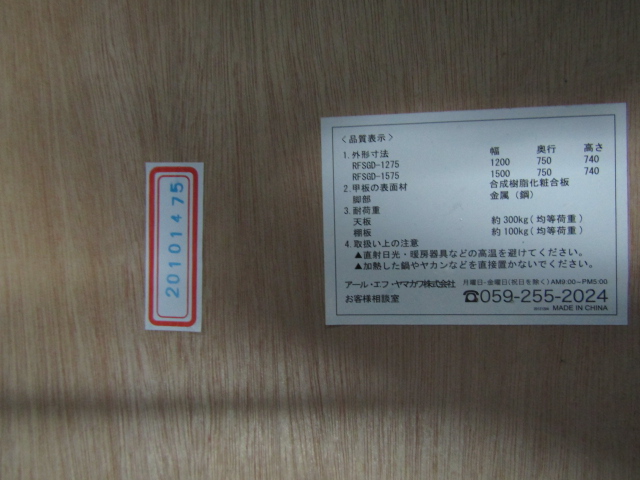 20101475
<品質表示>
1.外形寸法 幅 奥行 高さ
RFSGD-1275 1200 750 740
RFSGD-1575 1500 750 740
2.甲板の表面材 合成樹脂化粧合板
脚部 金属(鋼)
3.耐荷重
天板 約300kg(均等荷重)
棚板 約100kg(均等荷重)
4.取扱い上の注意
▲直射日光・暖房器具などの高温を避けてください。
▲加熱した鍋やヤカンなどを直接置かないでください。
アール・エフ・ヤマカワ株式会社 月曜日-金曜日(祝日を除く)AM9:00~PM5:00
お客様相談室 ☎059-255-2024
MADE IN CHINA